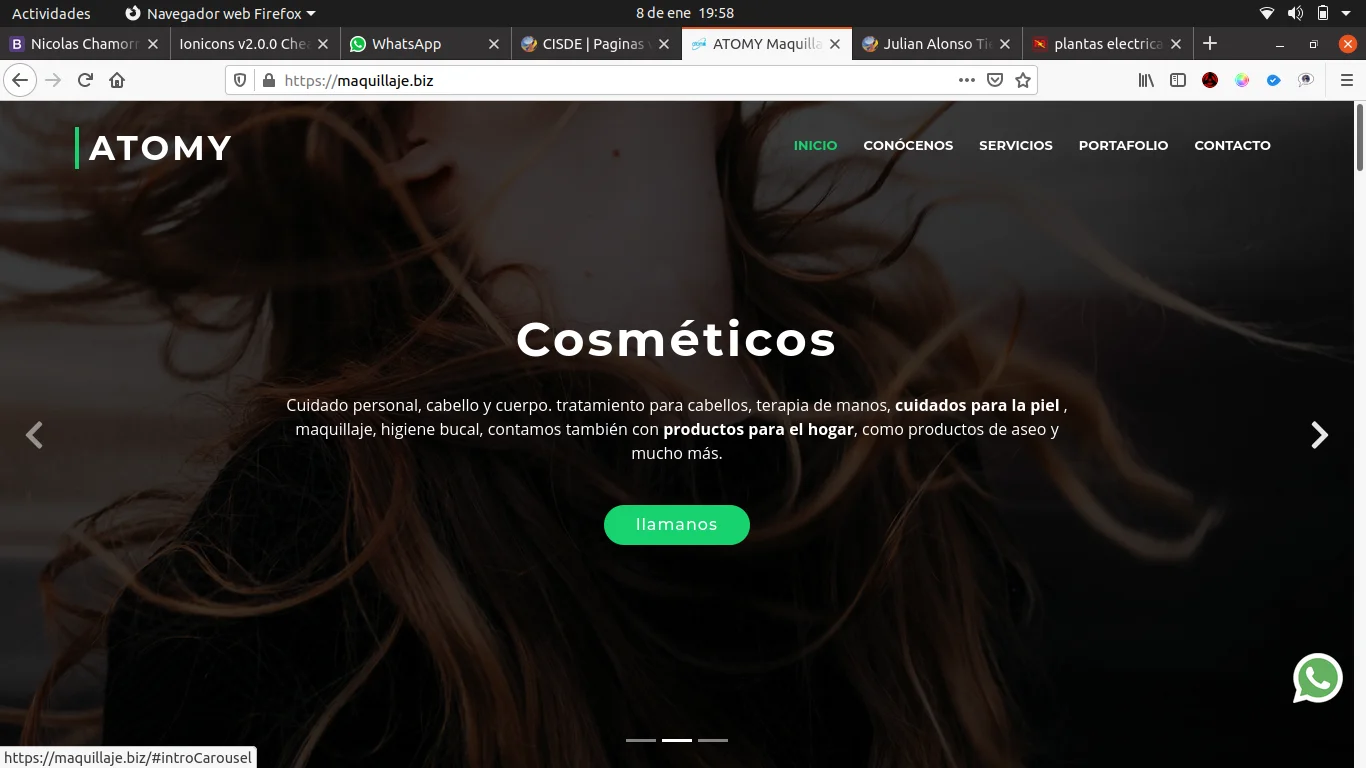 Actividades
Navegador web Firefox
8 de ene 19:58
Nicolas Chamorr
Ionicons v2.0.0 Chea
WhatsApp
CISDE | Paginas v
ATOMY Maquilla
Julian Alonso Tie
plantas electrica
https://maquillaje.biz
ATOMY
INICIO
CONÓCENOS
SERVICIOS
PORTAFOLIO
CONTACTO
Cosméticos
Cuidado personal, cabello y cuerpo. tratamiento para cabellos, terapia de manos, cuidados para la piel ,
maquillaje, higiene bucal, contamos también con productos para el hogar, como productos de aseo y
mucho más.
llamanos
https://maquillaje.biz/#introCarousel